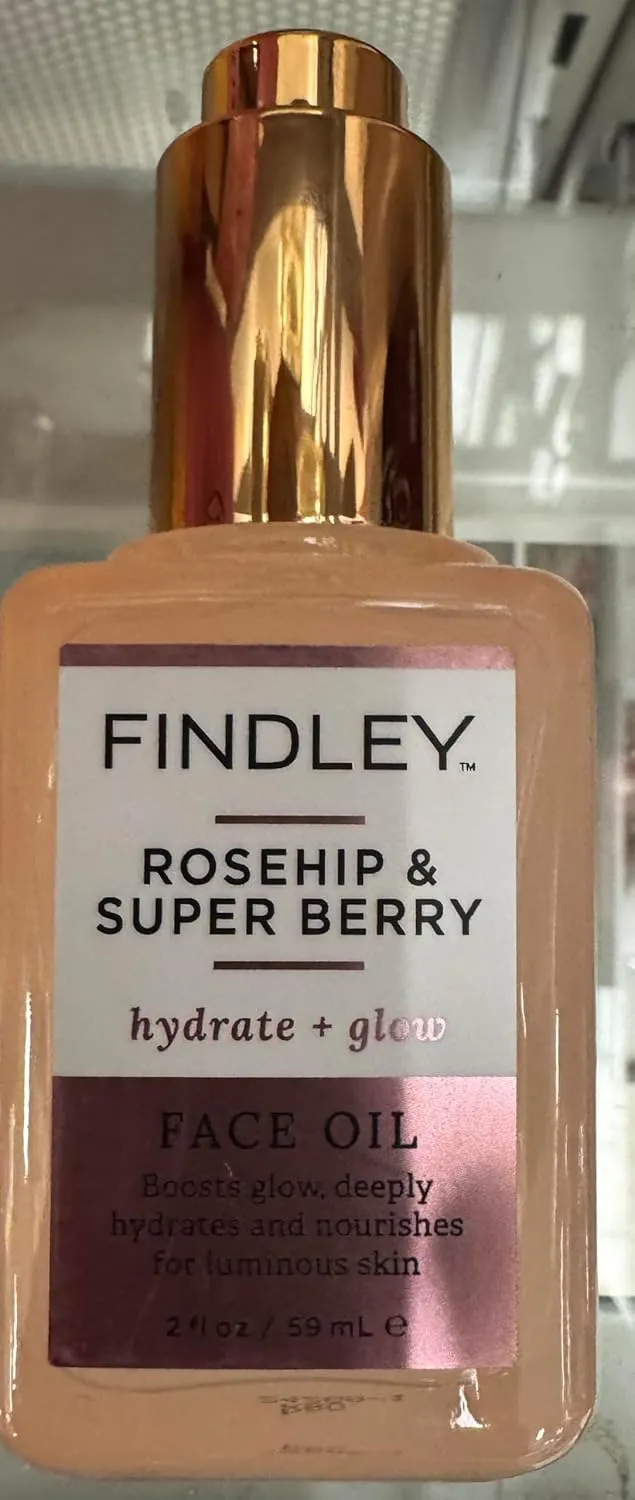 FINDLEY™
ROSEHIP &
SUPER BERRY
hydrate + glow
FACE OIL
Boosts glow, deeply
hydrates and nourishes
for luminous skin
2 fl oz / 59 mL ℮